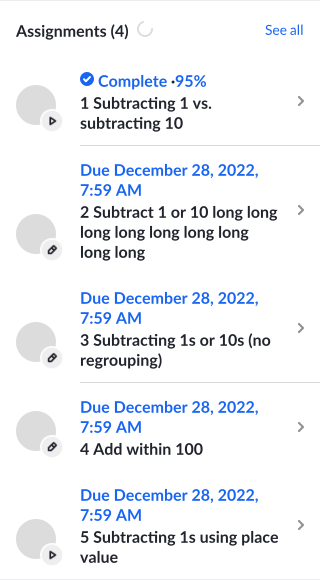 Assignments (4)
See all
Complete ·95%
1 Subtracting 1 vs.
subtracting 10
Due December 28, 2022,
7:59 AM
2 Subtract 1 or 10 long long
long long long long long
long long
Due December 28, 2022,
7:59 AM
3 Subtracting 1s or 10s (no
regrouping)
Due December 28, 2022,
7:59 AM
4 Add within 100
Due December 28, 2022,
7:59 AM
5 Subtracting 1s using place
value